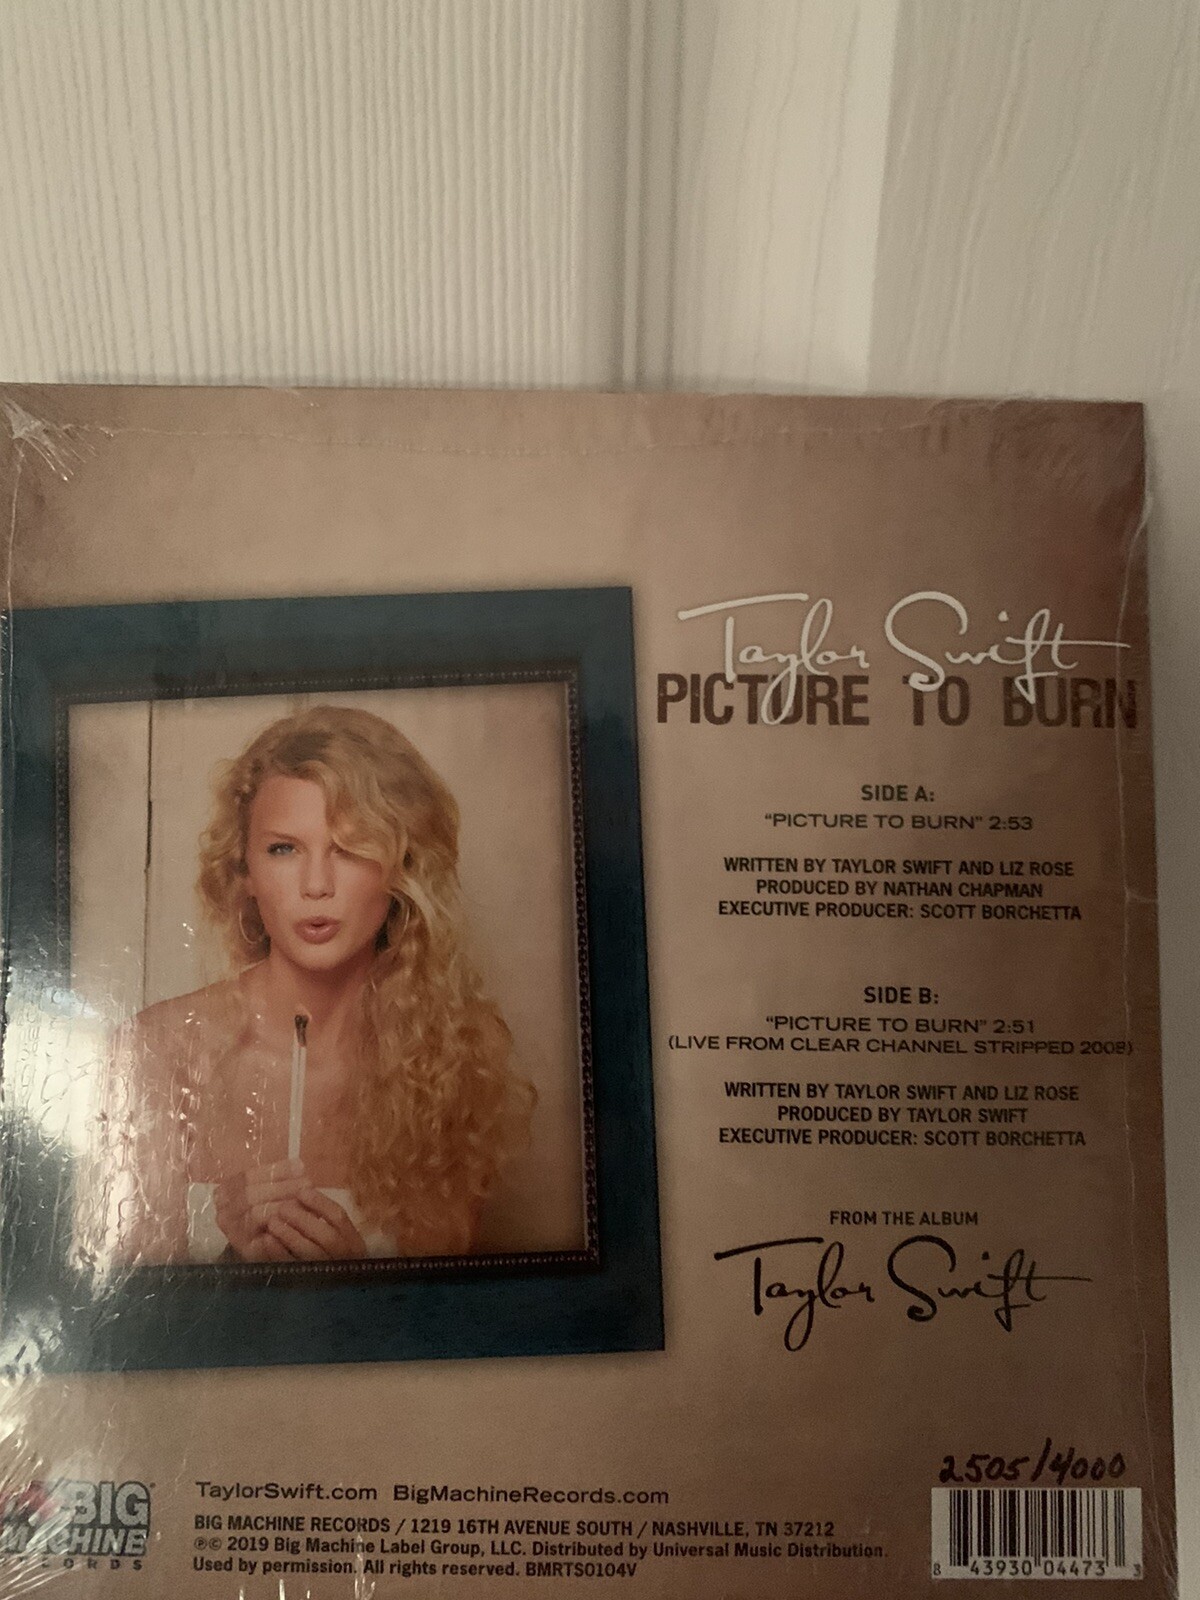 Taylor Swift
PICTURE TO BURN
SIDE A:
“PICTURE TO BURN” 2:53
WRITTEN BY TAYLOR SWIFT AND LIZ ROSE
PRODUCED BY NATHAN CHAPMAN
EXECUTIVE PRODUCER: SCOTT BORCHETTA
SIDE B:
“PICTURE TO BURN” 2:51
(LIVE FROM CLEAR CHANNEL STRIPPED 2008)
WRITTEN BY TAYLOR SWIFT AND LIZ ROSE
PRODUCED BY TAYLOR SWIFT
EXECUTIVE PRODUCER: SCOTT BORCHETTA
FROM THE ALBUM
Taylor Swift
2505/4000
BIG
MACHINE
RECORDS
TaylorSwift.com BigMachineRecords.com
BIG MACHINE RECORDS / 1219 16TH AVENUE SOUTH / NASHVILLE, TN 37212
℗© 2019 Big Machine Label Group, LLC. Distributed by Universal Music Distribution.
Used by permission. All rights reserved. BMRTS0104V
8 43930 04473 3